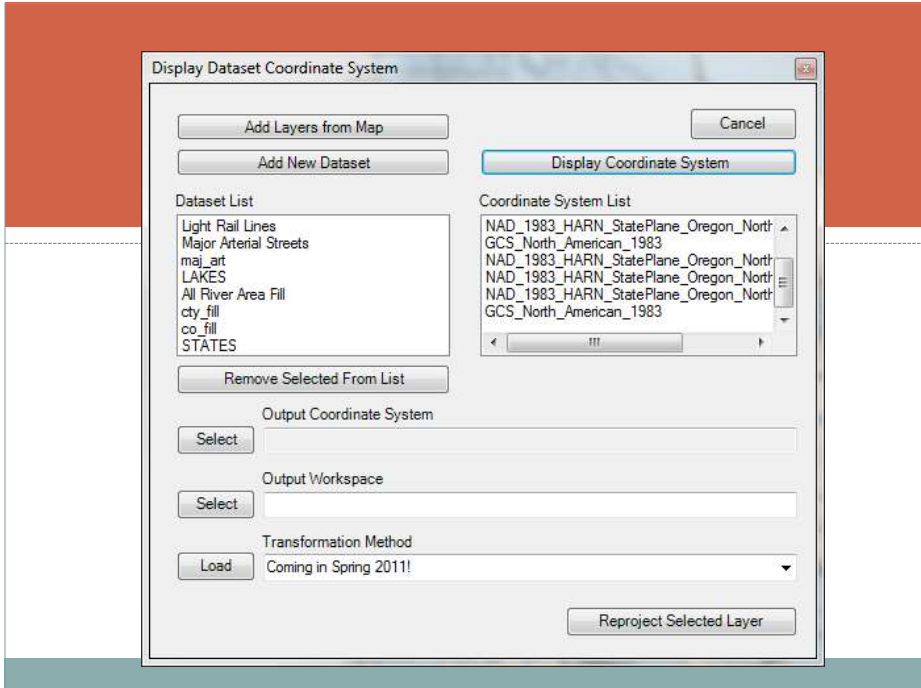 Display Dataset Coordinate System
Add Layers from Map
Cancel
Add New Dataset
Display Coordinate System
Dataset List
Light Rail Lines
Major Arterial Streets
maj_art
LAKES
All River Area Fill
cty_fill
co_fill
STATES
Coordinate System List
NAD_1983_HARN_StatePlane_Oregon_North
GCS_North_American_1983
NAD_1983_HARN_StatePlane_Oregon_North
NAD_1983_HARN_StatePlane_Oregon_North
NAD_1983_HARN_StatePlane_Oregon_North
GCS_North_American_1983
Remove Selected From List
Output Coordinate System
Select
Output Workspace
Select
Transformation Method
Load
Coming in Spring 2011!
Reproject Selected Layer